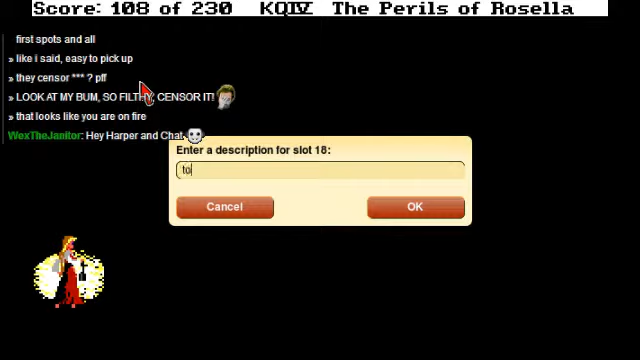 Score: 108 of 230 KQIV The Perils of Rosella
first spots and all
» like i said, easy to pick up
» they censor *** ? pff
» LOOK AT MY BUM, SO FILTHY, CENSOR IT!
» that looks like you are on fire
WexTheJanitor: Hey Harper and Chat
Enter a description for slot 18:
to
Cancel OK